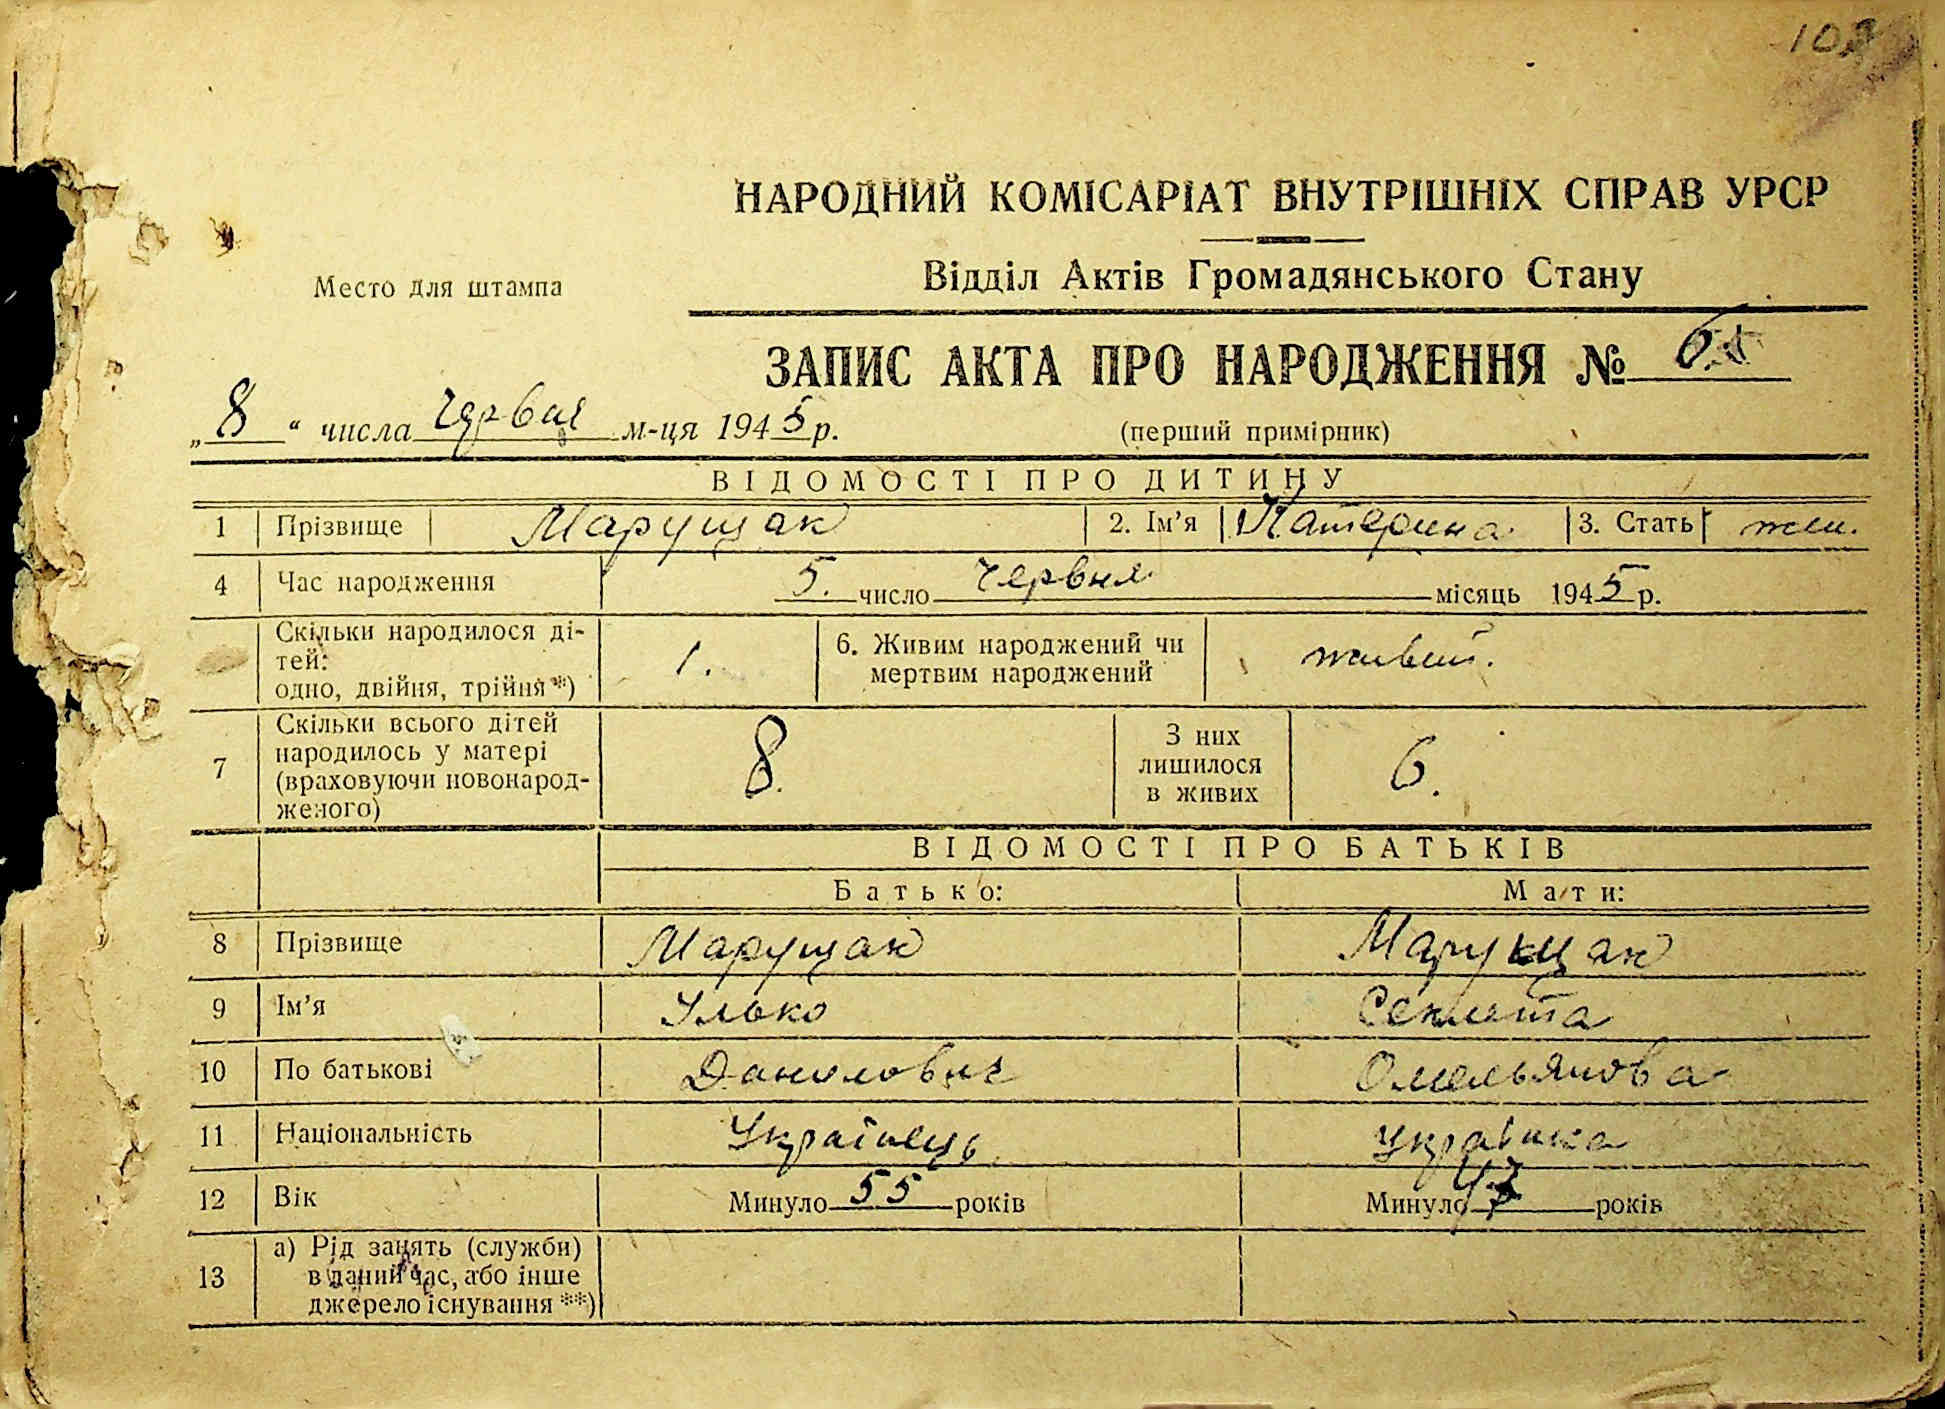 НАРОДНИЙ КОМІСАРІАТ ВНУТРІШНІХ СПРАВ УРСР
Место для штампа
Відділ Актів Громадянського Стану
ЗАПИС АКТА ПРО НАРОДЖЕННЯ №
„8“ числа червня м-ця 1945 р.
(перший примірник)
ВІДОМОСТІ ПРО ДИТИНУ
1 Прізвище Марущак 2. Ім’я Катерина 3. Стать жін.
4 Час народження 5. число Червня місяць 1945 р.
Скільки народилося ді-
тей:
одно, двійня, трійня*) 1. 6. Живим народжений чи
мертвим народжений живий.
7 Скільки всього дітей
народилось у матері
(враховуючи новонарод-
женого) 8. З них
лишилося
в живих 6.
ВІДОМОСТІ ПРО БАТЬКІВ
Батько: Мати:
8 Прізвище Марущак Марущак
9 Ім’я Улько Секлета
10 По батькові Данилович Омельянова
11 Національність Українець Українка
12 Вік Минуло 55 років Минуло років
13 а) Рід занять (служби)
в даний час, або інше
джерело існування **)